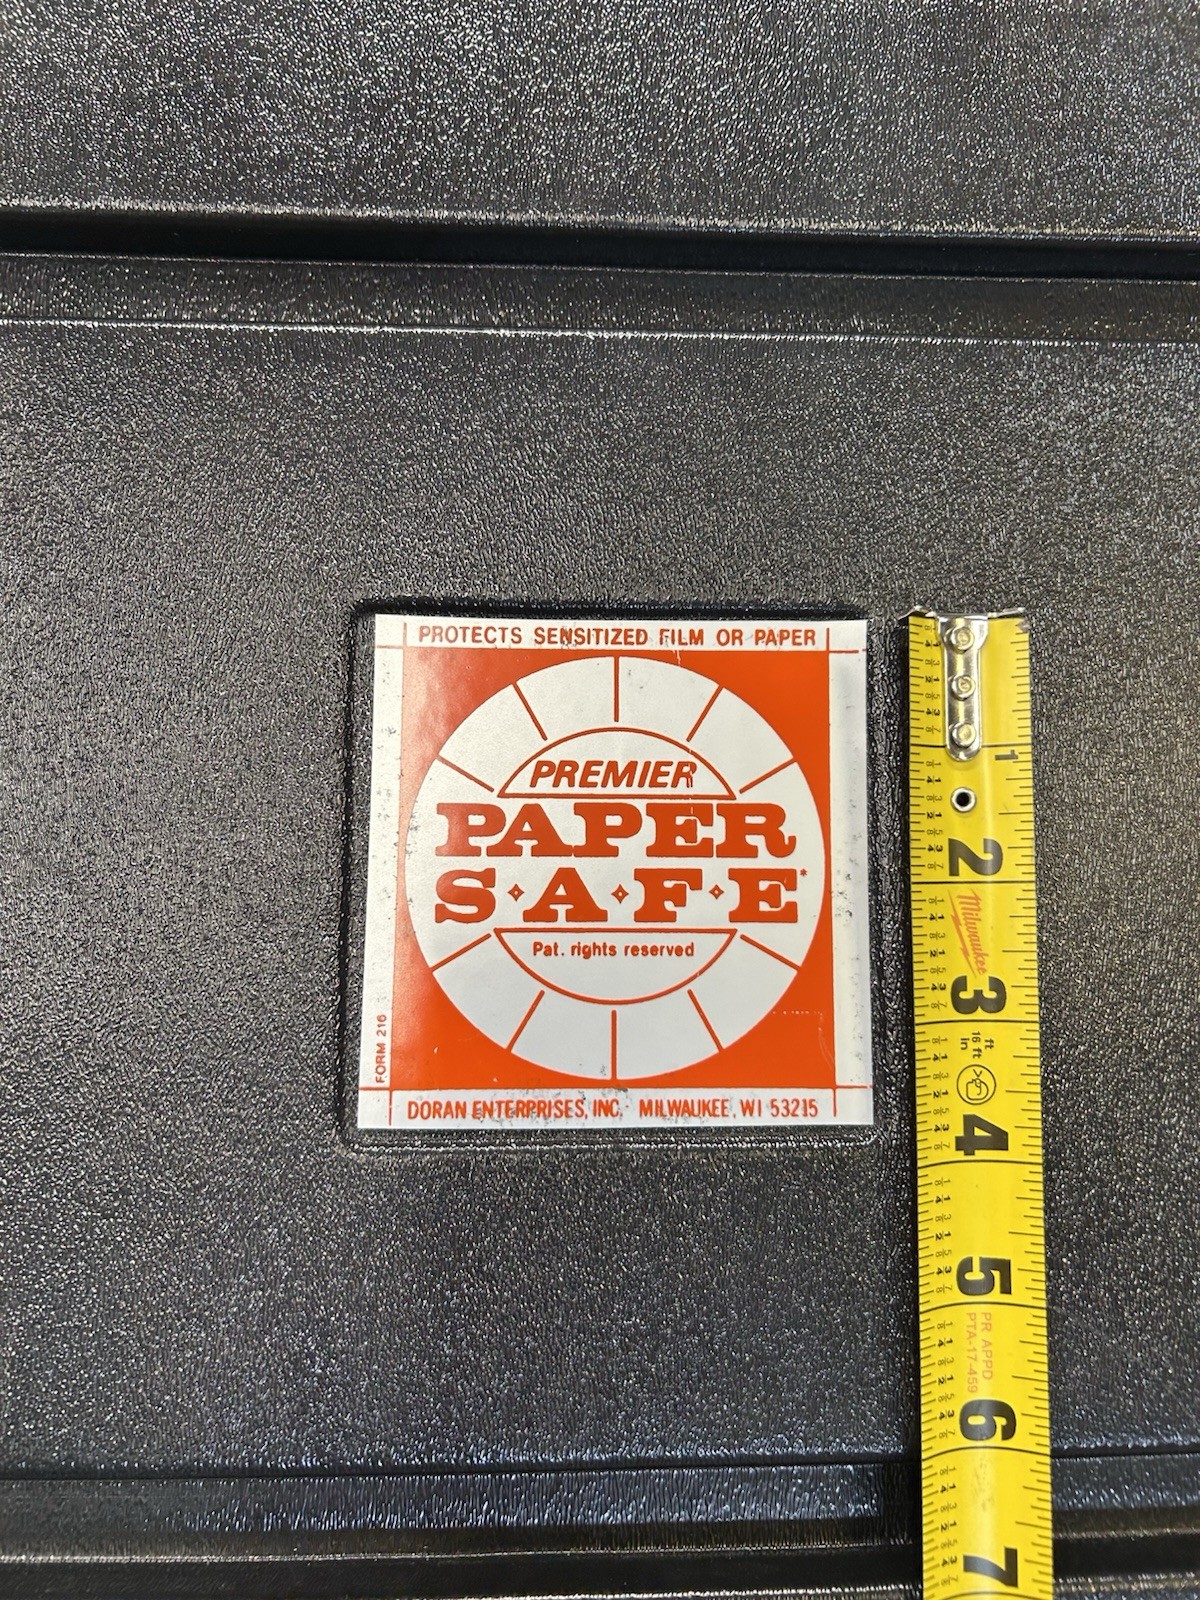 PROTECTS SENSITIZED FILM OR PAPER
PREMIER
PAPER
S·A·F·E*
Pat. rights reserved
FORM 216
DORAN ENTERPRISES, INC. MILWAUKEE, WI 53215
1
2
Milwaukee
3
ft
16 ft
in
4
5
PR APPD
PTA-17-459
6
7